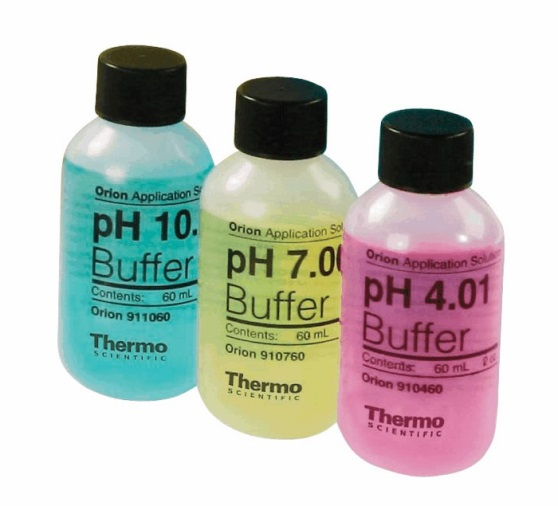 Orion Application
pH 10.
Buffer
Contents: 60 mL
Orion 911060
Thermo
SCIENTIFIC
Orion Application
pH 7.00
Buffer
Contents: 60 mL
Orion 910760
Thermo
SCIENTIFIC
Orion Application
pH 4.01
Buffer
Contents: 60 mL
Orion 910460
Thermo
SCIENTIFIC